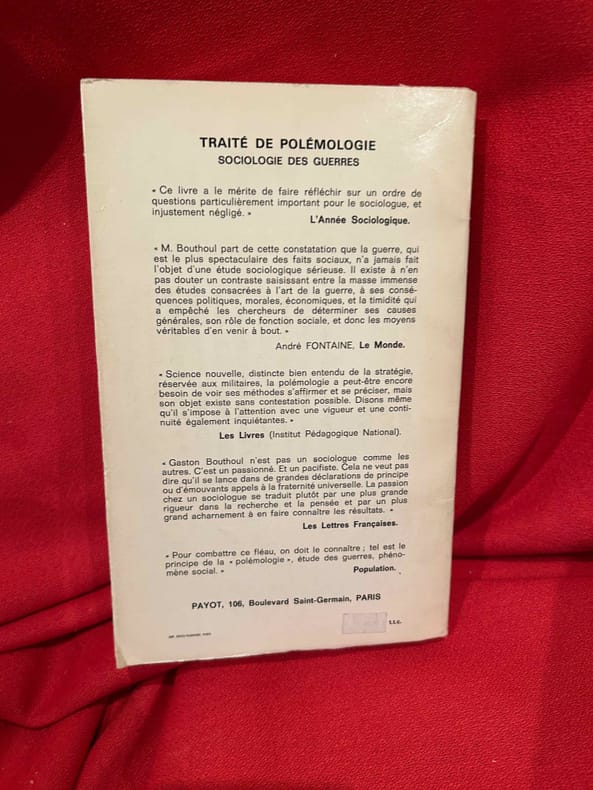 TRAITÉ DE POLÉMOLOGIE
SOCIOLOGIE DES GUERRES
« Ce livre a le mérite de faire réfléchir sur un ordre de
questions particulièrement important pour le sociologue, et
injustement négligé. »
L'Année Sociologique.
« M. Bouthoul part de cette constatation que la guerre, qui
est le plus spectaculaire des faits sociaux, n'a jamais fait
l'objet d'une étude sociologique sérieuse. Il existe à n'en
pas douter un contraste saisissant entre la masse immense
des études consacrées à l'art de la guerre, à ses consé-
quences politiques, morales, économiques, et la timidité qui
a empêché les chercheurs de déterminer ses causes
générales, son rôle de fonction sociale, et donc les moyens
véritables d'en venir à bout. »
André FONTAINE, Le Monde.
« Science nouvelle, distincte bien entendu de la stratégie,
réservée aux militaires, la polémologie a peut-être encore
besoin de voir ses méthodes s'affirmer et se préciser, mais
son objet existe sans contestation possible. Disons même
qu'il s'impose à l'attention avec une vigueur et une conti-
nuité également inquiétantes. »
Les Livres (Institut Pédagogique National).
« Gaston Bouthoul n'est pas un sociologue comme les
autres. C'est un passionné. Et un pacifiste. Cela ne veut pas
dire qu'il se lance dans de grandes déclarations de principe
ou d'émouvants appels à la fraternité universelle. La passion
chez un sociologue se traduit plutôt par une plus grande
rigueur dans la recherche et la pensée et par un plus
grand acharnement à en faire connaître les résultats. »
Les Lettres Françaises.
« Pour combattre ce fléau, on doit le connaître ; tel est le
principe de la « polémologie », étude des guerres, phéno-
mène social. »
Population.
PAYOT, 106, Boulevard Saint-Germain, PARIS
t.t.c.